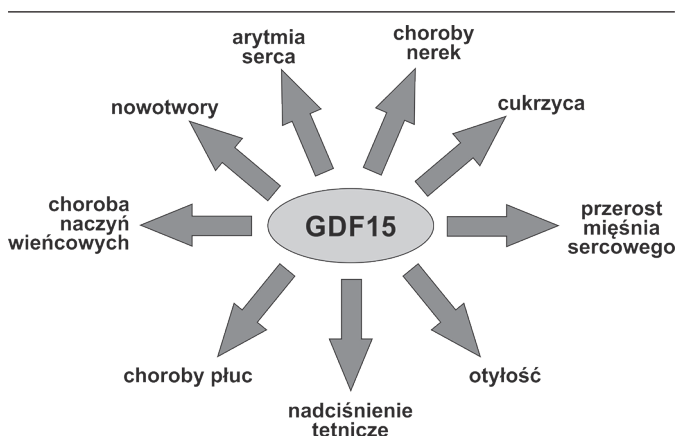 arytmia
serca
choroby
nerek
nowotwory
cukrzyca
choroba
naczyń
wieńcowych
GDF15
przerost
mięśnia
sercowego
choroby płuc
otyłość
nadciśnienie
tetnicze